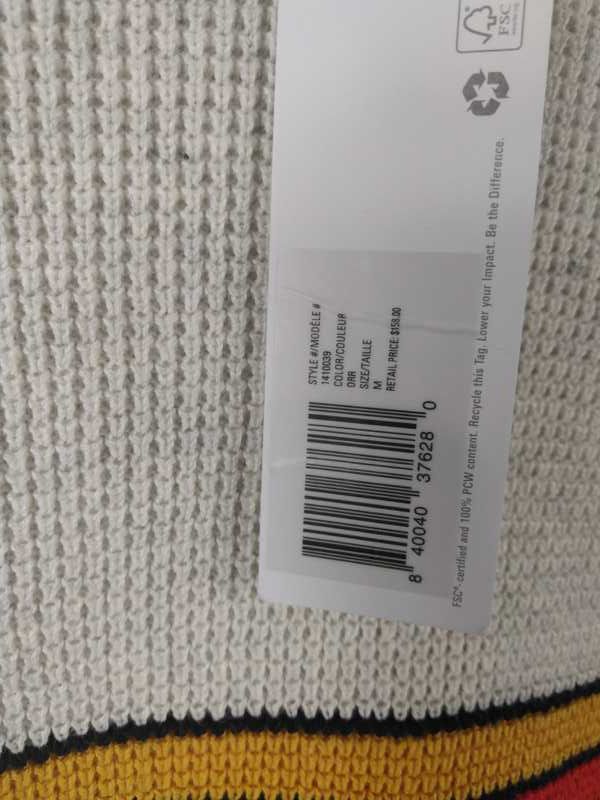 FSC
STYLE #/MODÈLE #
1410039
COLOR/COULEUR
ORR
SIZE/TAILLE
M
RETAIL PRICE: $158.00
8 40040 37628 0
FSC® certified and 100% PCW content. Recycle this Tag. Lower your Impact. Be the Difference.